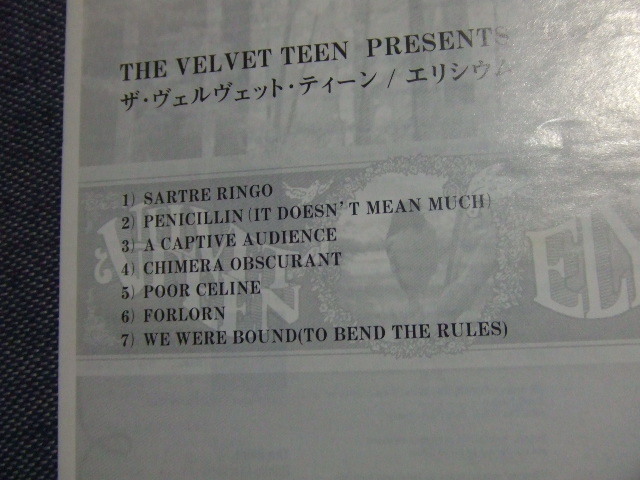 THE VELVET TEEN PRESENTS
ザ・ヴェルヴェット・ティーン / エリシウム
1) SARTRE RINGO
2) PENICILLIN (IT DOESN'T MEAN MUCH)
3) A CAPTIVE AUDIENCE
4) CHIMERA OBSCURANT
5) POOR CELINE
6) FORLORN
7) WE WERE BOUND(TO BEND THE RULES)